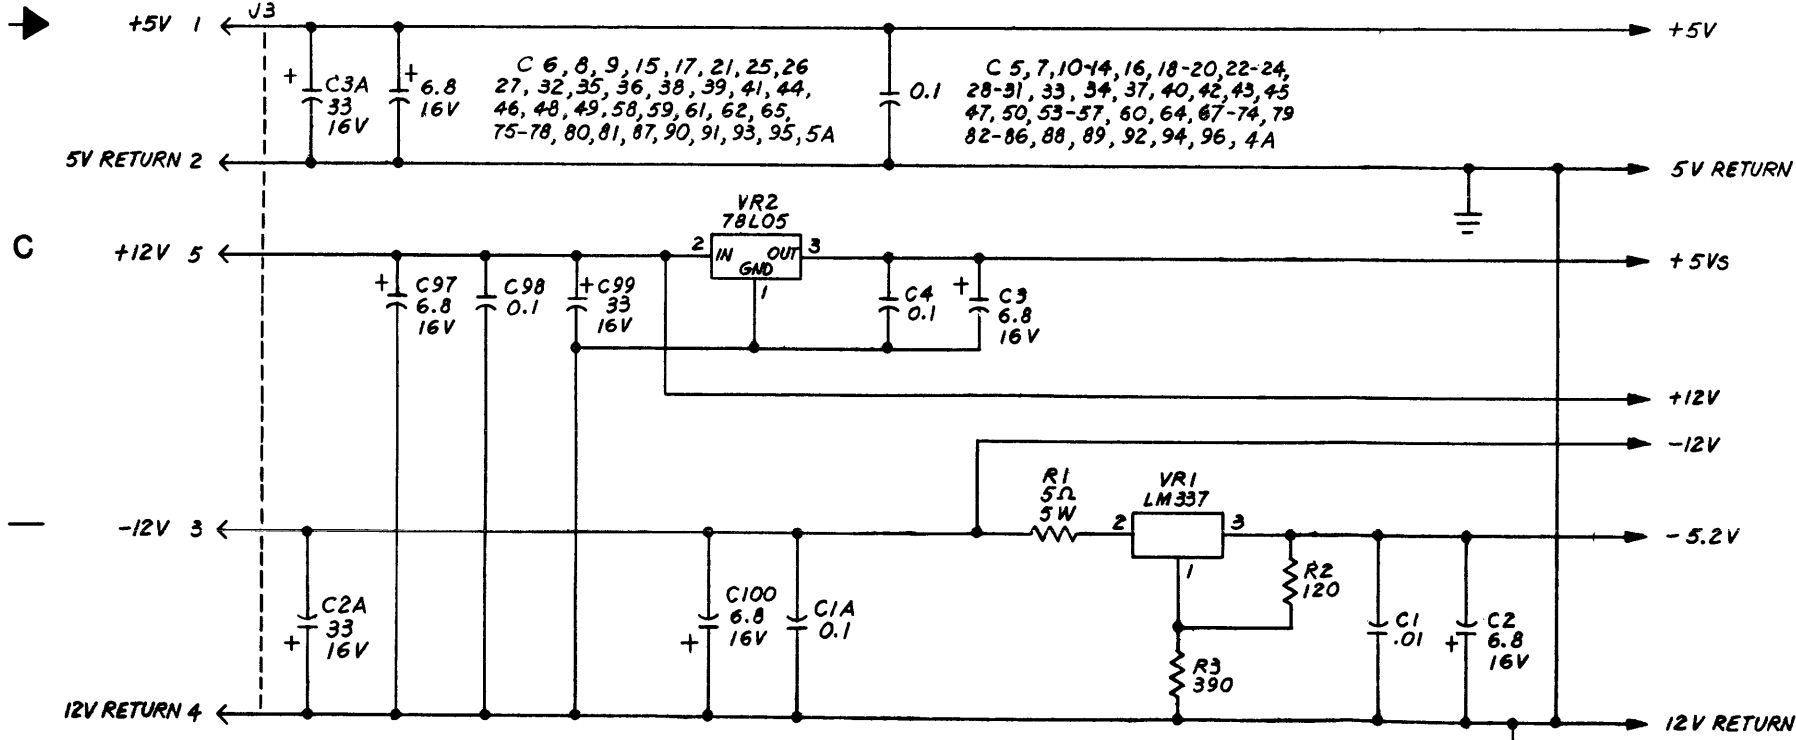 J3
+5V 1
+5V
+ C3A
33
16V
+ 6.8
16V
C 6, 8, 9, 15, 17, 21, 25, 26
27, 32, 35, 36, 38, 39, 41, 44,
46, 48, 49, 58, 59, 61, 62, 65,
75-78, 80, 81, 87, 90, 91, 93, 95, 5A
0.1
C 5, 7, 10-14, 16, 18-20, 22-24,
28-31, 33, 34, 37, 40, 42, 43, 45
47, 50, 53-57, 60, 64, 67-74, 79
82-86, 88, 89, 92, 94, 96, 4A
5V RETURN 2
5V RETURN
VR2
78L05
C
+12V 5
2 IN OUT 3
GND
1
+5VS
+ C97
6.8
16V
C98
0.1
+ C99
33
16V
C4
0.1
+ C3
6.8
16V
+12V
-12V
R1
5Ω
5W
VR1
LM337
-12V 3
2
3
1
-5.2V
R2
120
C2A
33
+ 16V
C100
6.8
+ 16V
C1A
0.1
C1
.01
C2
+ 6.8
16V
R3
390
12V RETURN 4
12V RETURN